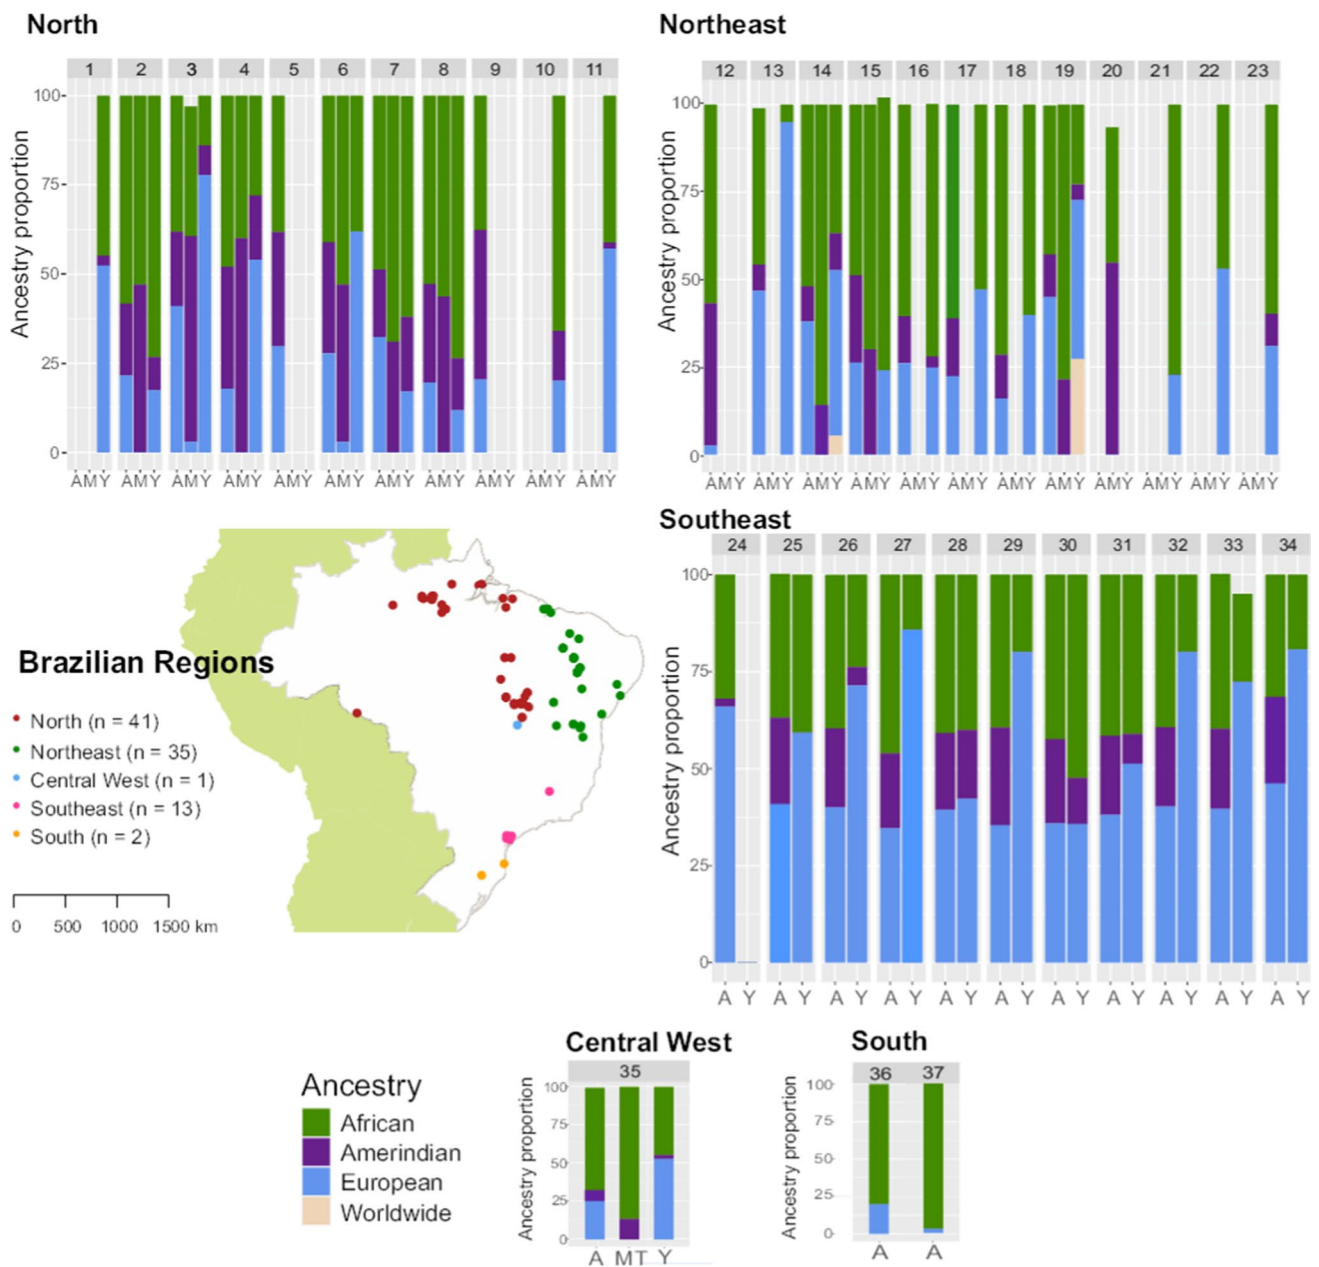 North
1 2 3 4 5 6 7 8 9 10 11
Ancestry proportion
100
75
50
25
0
AMY AMY AMY AMY AMY AMY AMY AMY AMY AMY AMY
Northeast
12 13 14 15 16 17 18 19 20 21 22 23
Ancestry proportion
100
75
50
25
0
AMY AMY AMY AMY AMY AMY AMY AMY AMY AMY AMY AMY
Brazilian Regions
North (n = 41)
Northeast (n = 35)
Central West (n = 1)
Southeast (n = 13)
South (n = 2)
0 500 1000 1500 km
Southeast
24 25 26 27 28 29 30 31 32 33 34
Ancestry proportion
100
75
50
25
0
A Y A Y A Y A Y A Y A Y A Y A Y A Y A Y A Y
Ancestry
African
Amerindian
European
Worldwide
Central West
35
Ancestry proportion
100
75
50
25
0
A MT Y
South
36 37
Ancestry proportion
100
75
50
25
0
A A